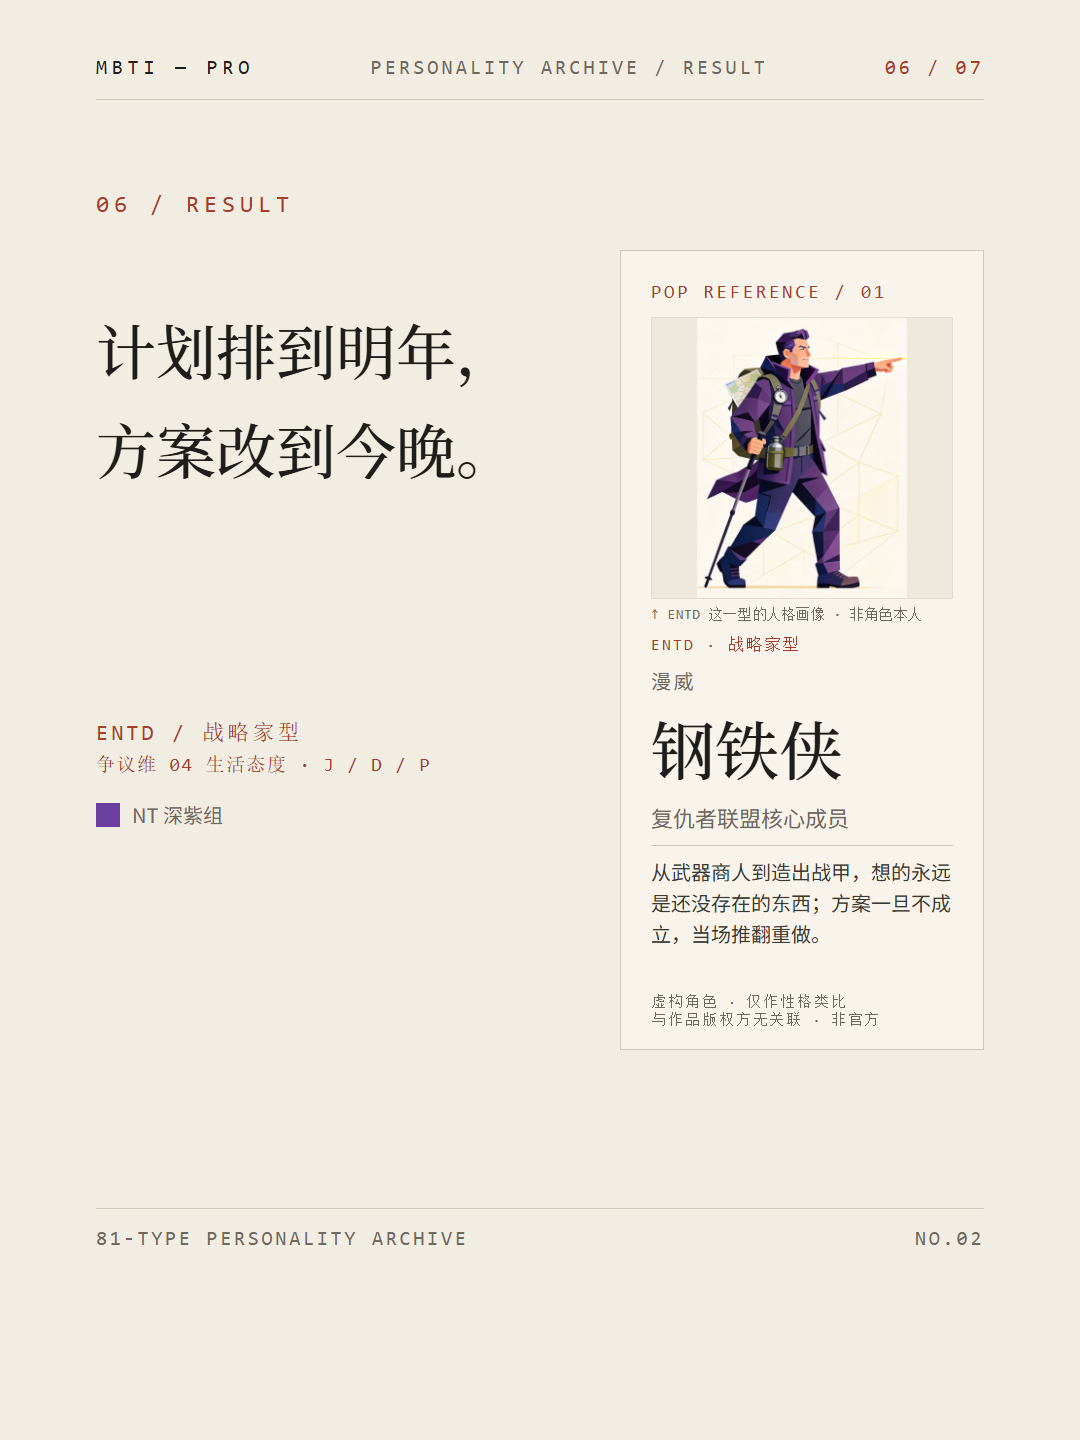 MBTI — PRO
PERSONALITY ARCHIVE / RESULT
06 / 07
06 / RESULT
计划排到明年,
方案改到今晚。
ENTD / 战略家型
争议维 04 生活态度 · J / D / P
NT 深紫组
POP REFERENCE / 01
↑ ENTD 这一型的人格画像 · 非角色本人
ENTD · 战略家型
漫威
钢铁侠
复仇者联盟核心成员
从武器商人到造出战甲，想的永远
是还没存在的东西；方案一旦不成
立，当场推翻重做。
虚构角色 · 仅作性格类比
与作品版权方无关联 · 非官方
81-TYPE PERSONALITY ARCHIVE
NO.02